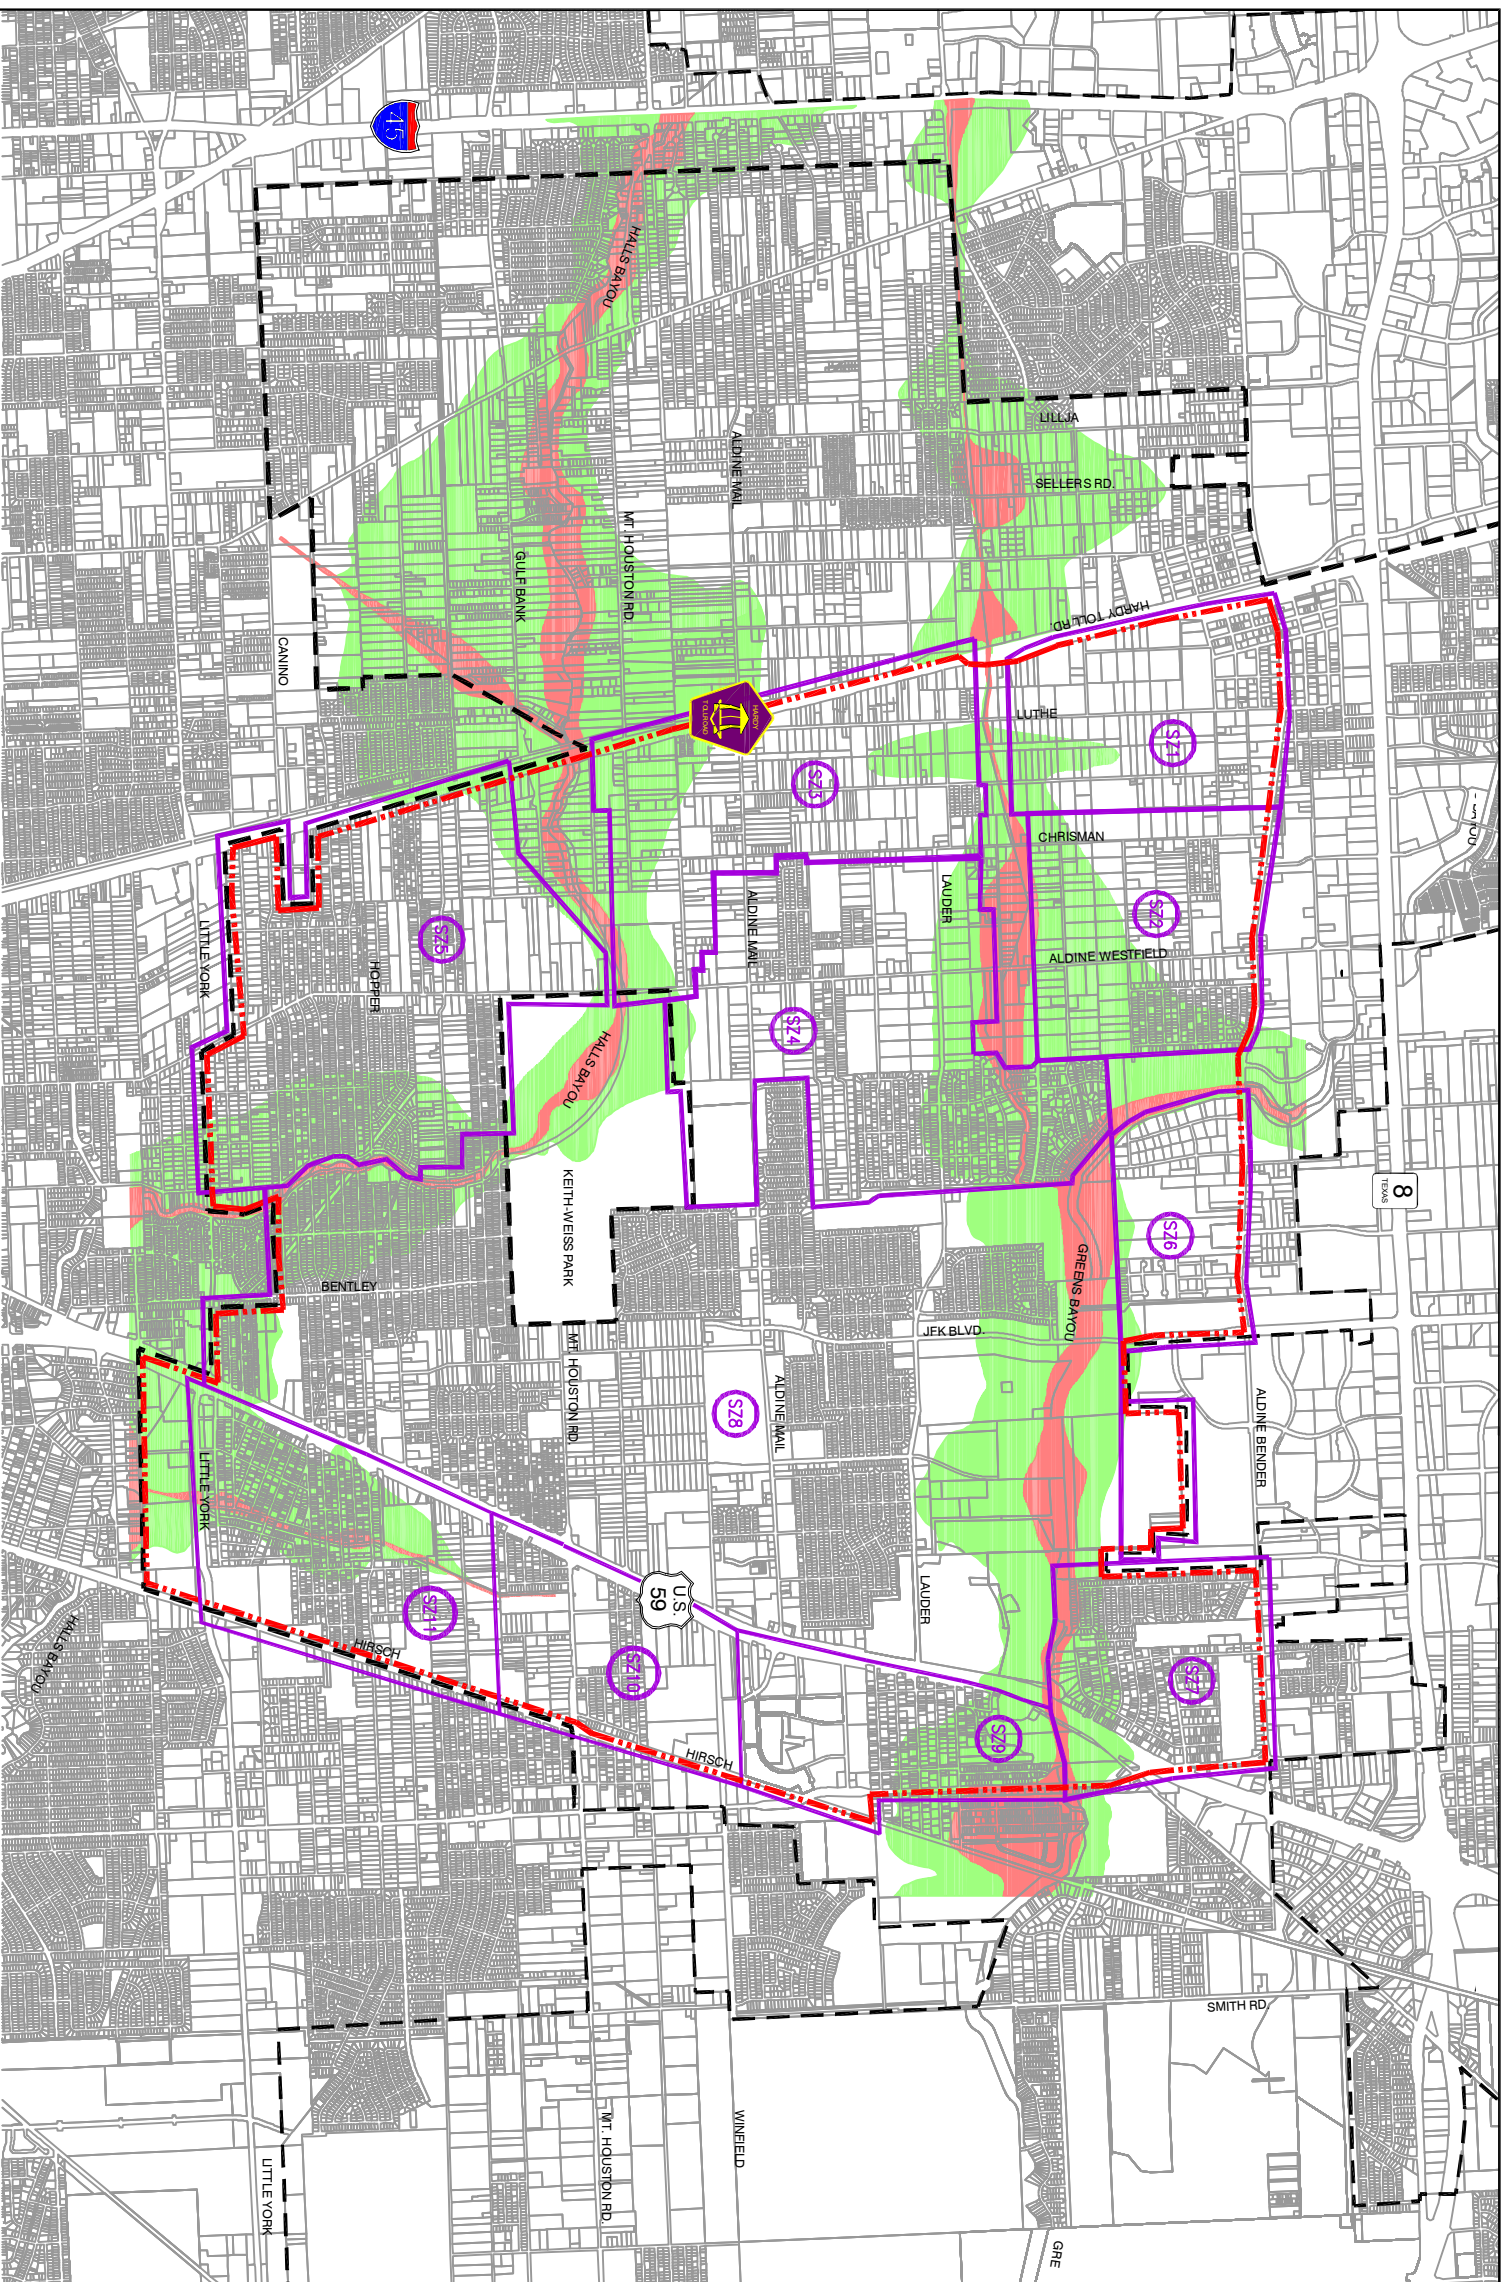 45
HALLS BAYOU
ALDINE MAIL
LILLJA
SELLERS RD.
GULF BANK
MT. HOUSTON RD.
HARDY TOLL RD.
CANINO
HARDY
TOLLROAD
LUTHE
SZ1
SZ3
CHRISMAN
LAUDER
SZ2
ALDINE WESTFIELD
ALDINE MAIL
SZ5
HOPPER
LITTLE YORK
SZ4
HALLS BAYOU
KEITH-WEISS PARK
8
TEXAS
SZ6
GREENS BAYOU
BENTLEY
JFK BLVD.
MT. HOUSTON RD.
SZ8
ALDINE MAIL
ALDINE BENDER
LITTLE YORK
U.S.
59
LAUDER
SZ11
HIRSCH
SZ10
HALLS BAYOU
SZ7
SZ9
HIRSCH
SMITH RD.
WINFIELD
MT. HOUSTON RD.
LITTLE YORK
GRE